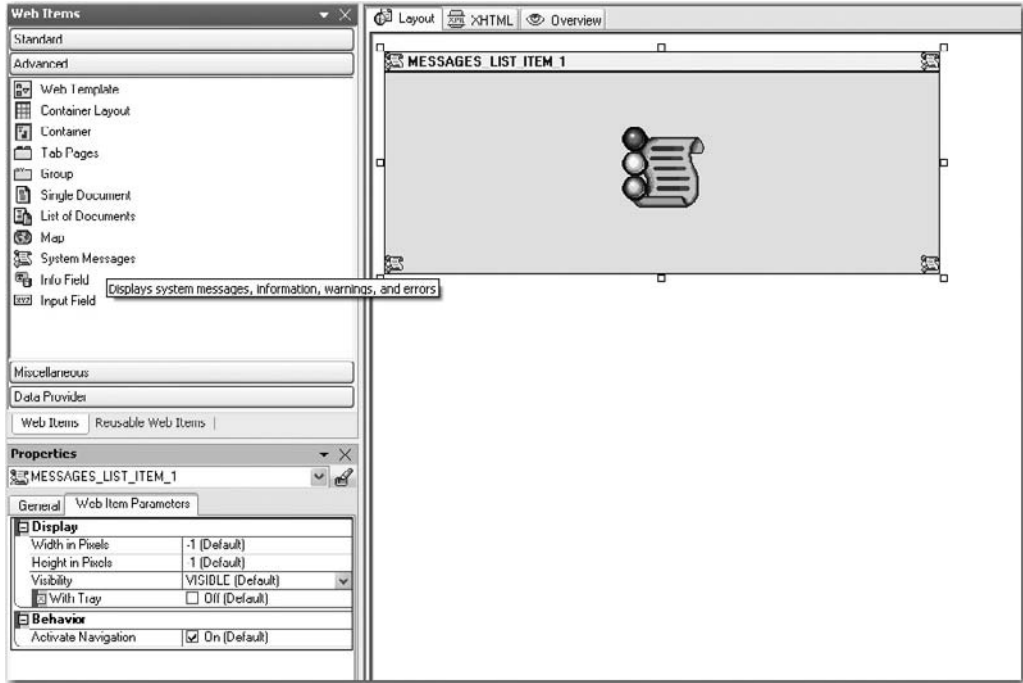 Web Items
Standard
Advanced
Web Template
Container Layout
Container
Tab Pages
Group
Single Document
List of Documents
Map
System Messages
Info Field
Input Field
Displays system messages, information, warnings, and errors
Miscellaneous
Data Provider
Web Items Reusable Web Items
Properties
MESSAGES_LIST_ITEM_1
General Web Item Parameters
Display
Width in Pixels -1 (Default)
Height in Pixels -1 (Default)
Visibility VISIBLE (Default)
With Tray Off (Default)
Behavior
Activate Navigation On (Default)
Layout XHTML Overview
MESSAGES_LIST_ITEM_1